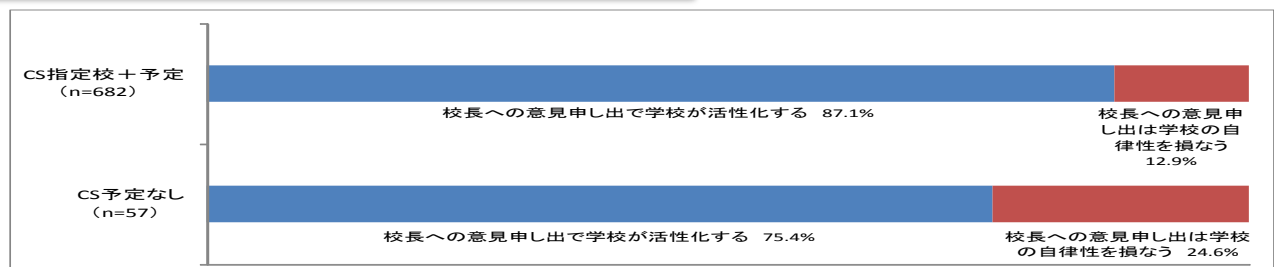 CS指定校＋予定
（n=682）
校長への意見申し出で学校が活性化する 87.1%
校長への意見申
し出は学校の自
律性を損なう
12.9%
CS予定なし
（n=57）
校長への意見申し出で学校が活性化する 75.4%
校長への意見申し出は学校
の自律性を損なう 24.6%